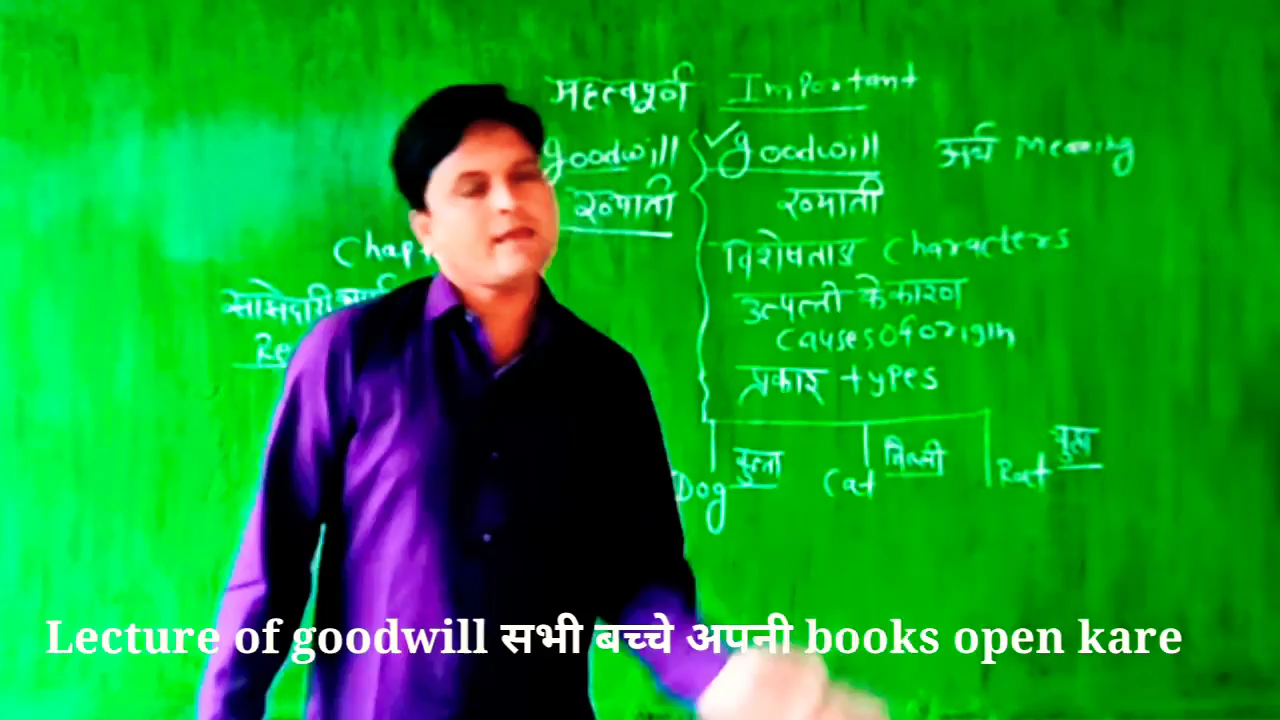 महत्वपूर्ण Important
goodwill ✓goodwill अर्थ Meaning
ख्याती ख्याती
Chap
विशेषताऐ Characters
साझेदारी
उत्पत्ती के कारण
Causes of origin
Re
प्रकार types
Dog कुत्ता Cat बिल्ली Rat चुहा
Lecture of goodwill सभी बच्चे अपनी books open kare